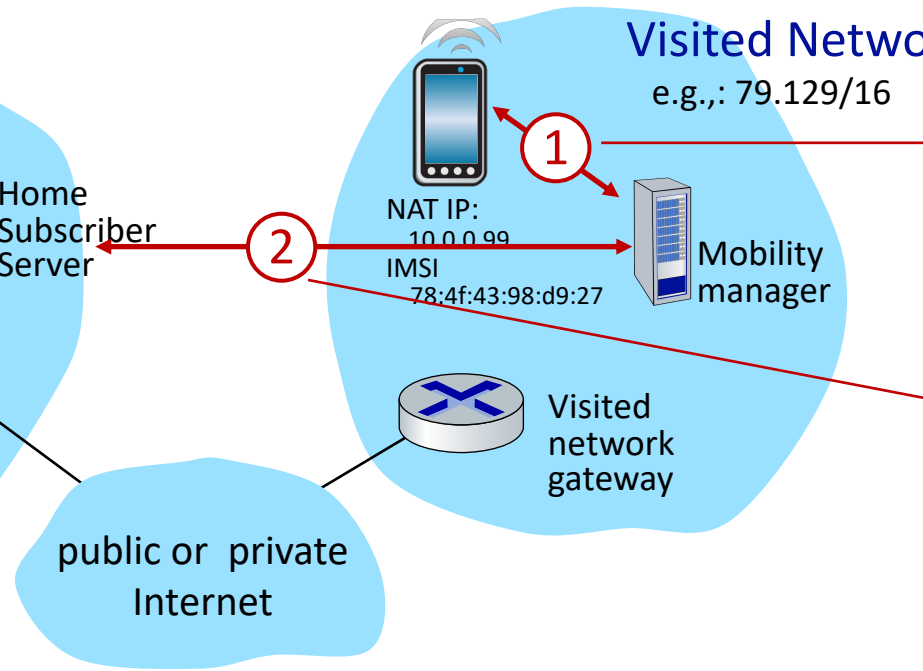 Visited Netwo
e.g.,: 79.129/16
1
Home
Subscriber
Server
2
NAT IP:
10.0.0.99
IMSI
78:4f:43:98:d9:27
Mobility
manager
Visited
network
gateway
public or private
Internet